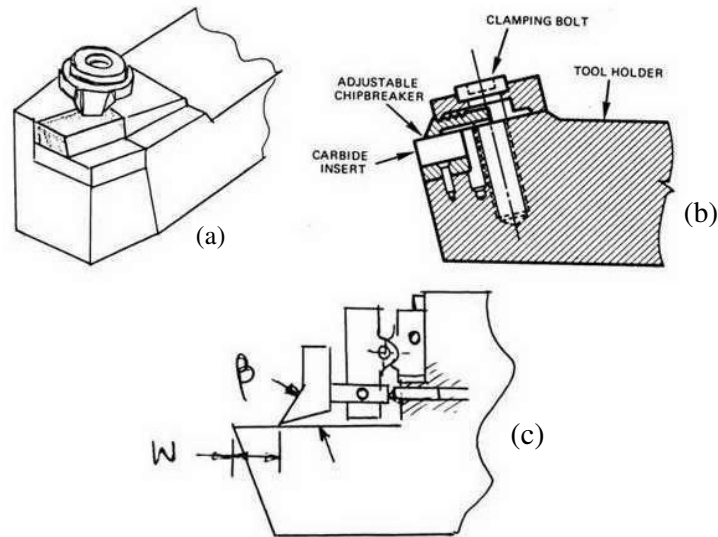 CLAMPING BOLT
ADJUSTABLE
CHIPBREAKER
TOOL HOLDER
CARBIDE
INSERT
(a)
(b)
β
W
(c)